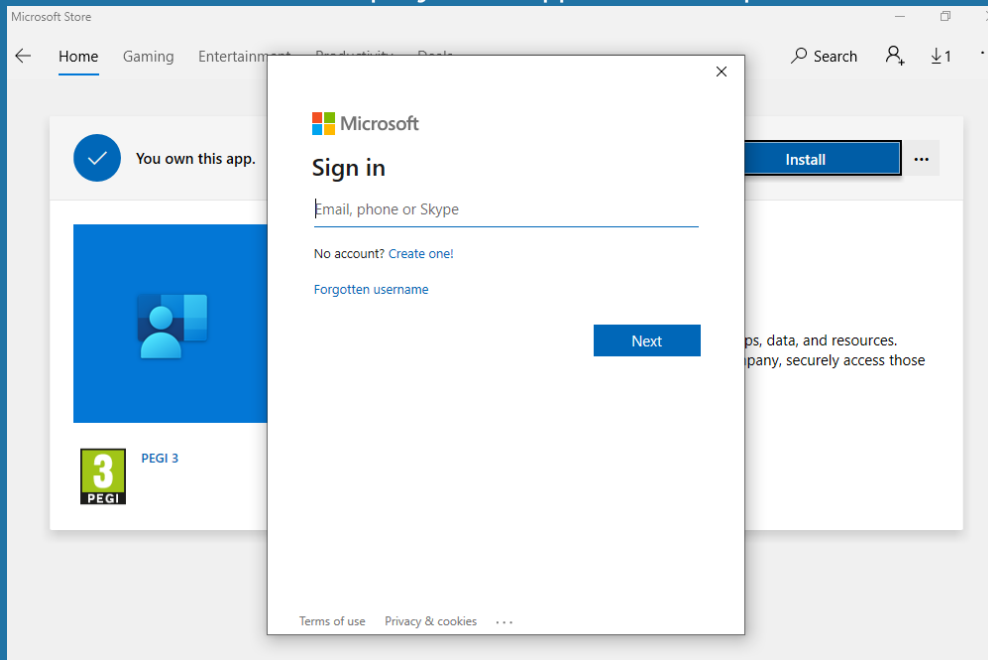 Microsoft Store
Home Gaming Entertainm
Search 1
Microsoft
Sign in
You own this app.
Install ...
Email, phone or Skype
No account? Create one!
Forgotten username
Next
ps, data, and resources.
pany, securely access those
PEGI 3
3
PEGI
Terms of use Privacy & cookies ...